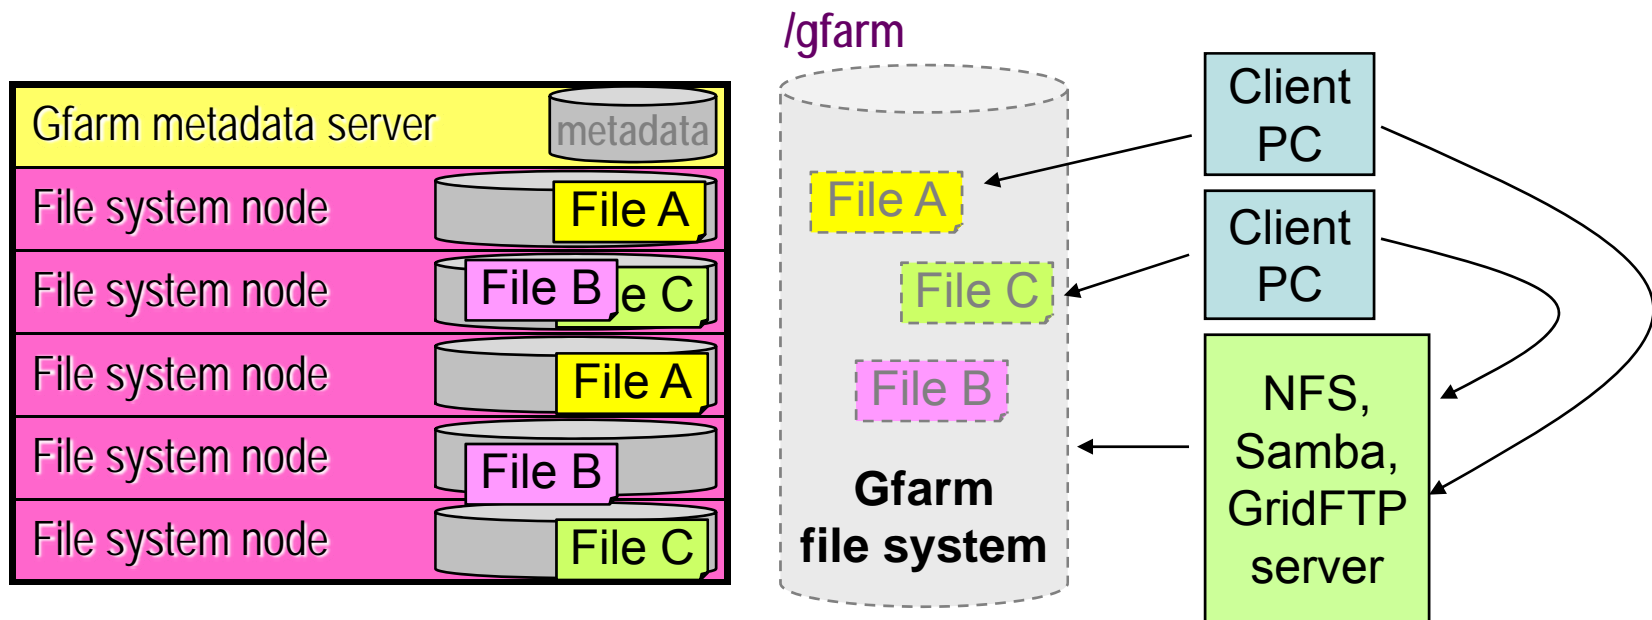 /gfarm
Gfarm metadata server
metadata
File system node
File A
File system node
File B
e C
File system node
File A
File system node
File B
File system node
File C
File A
File C
File B
Gfarm
file system
Client
PC
Client
PC
NFS,
Samba,
GridFTP
server